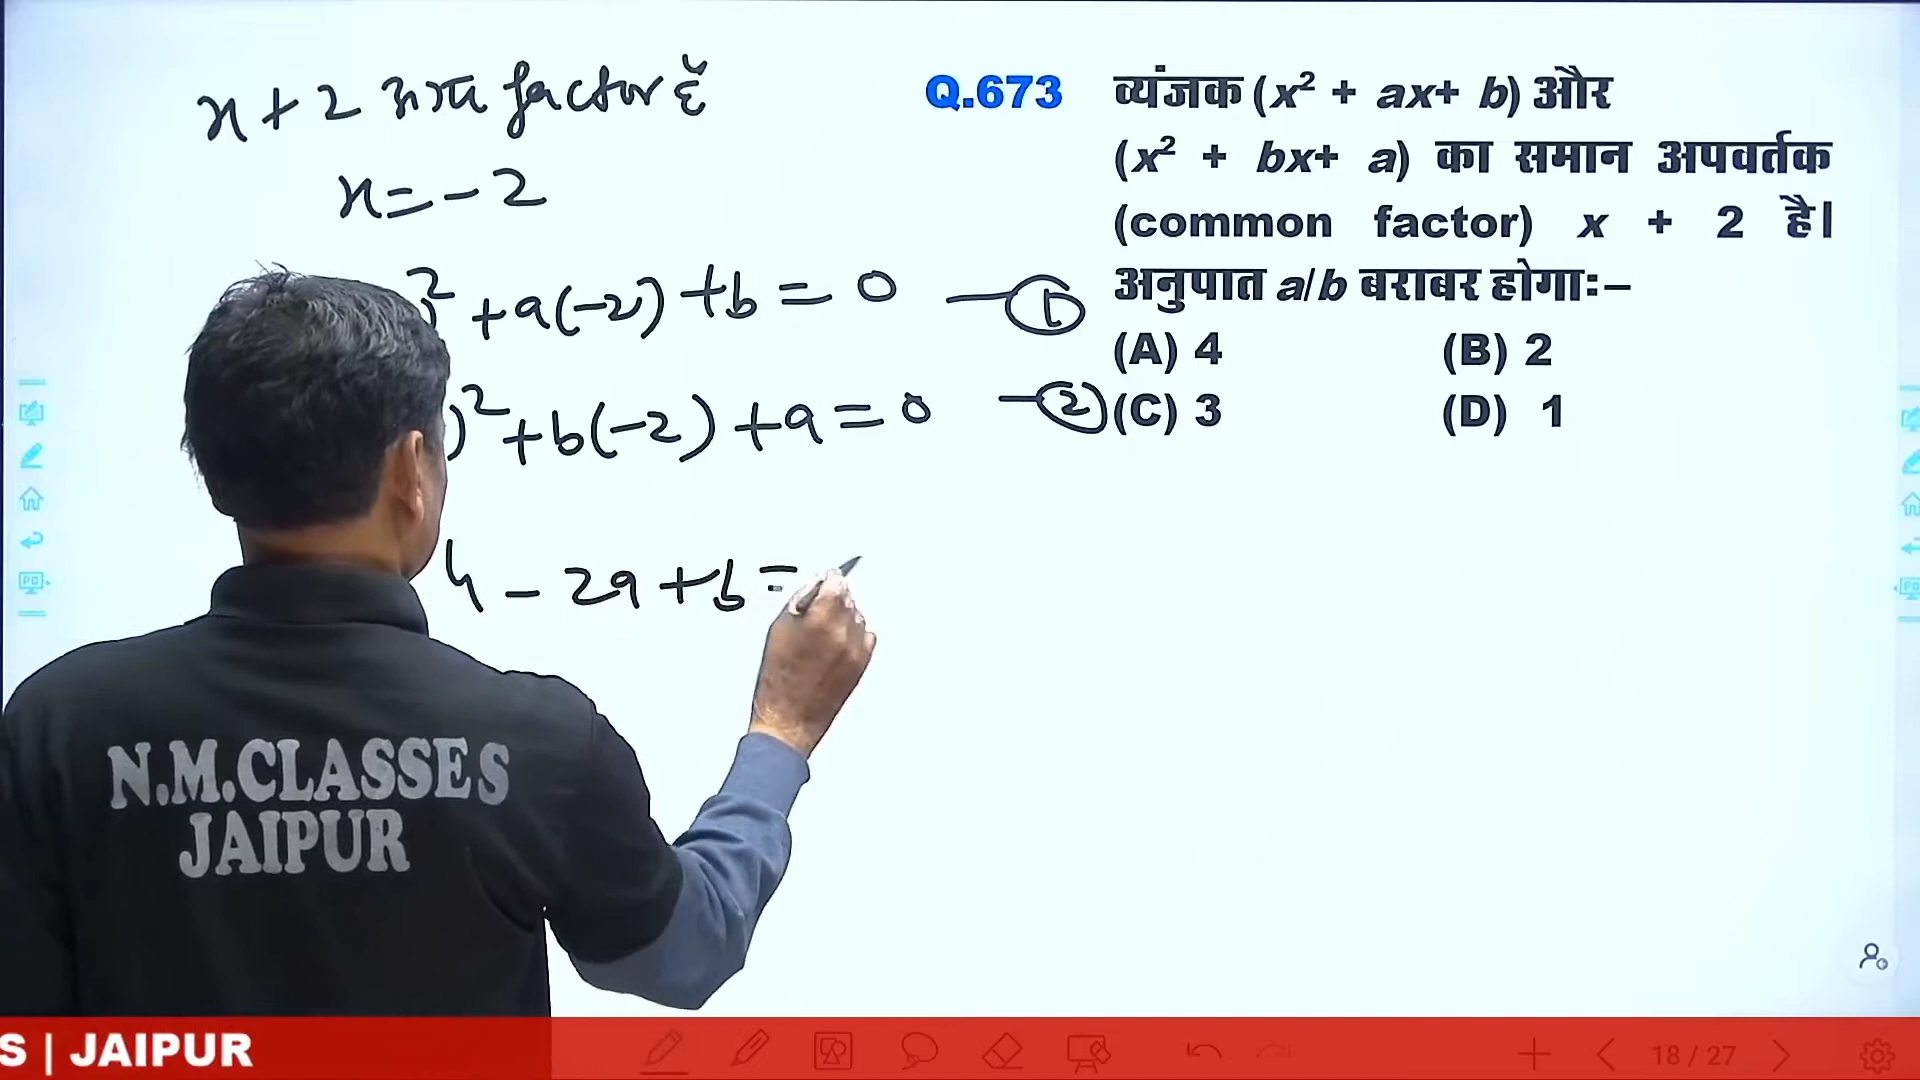 x + 2 factor है
x = -2
)² + a(-2) + b = 0 — ①
)² + b(-2) + a = 0 — ②
4 - 2a + b =
Q.673 व्यंजक (x² + ax+ b) और
(x² + bx+ a) का समान अपवर्तक
(common factor) x + 2 है।
अनुपात a/b बराबर होगाः–
(A) 4 (B) 2
(C) 3 (D) 1
N.M.CLASSES
JAIPUR
S | JAIPUR
18 / 27